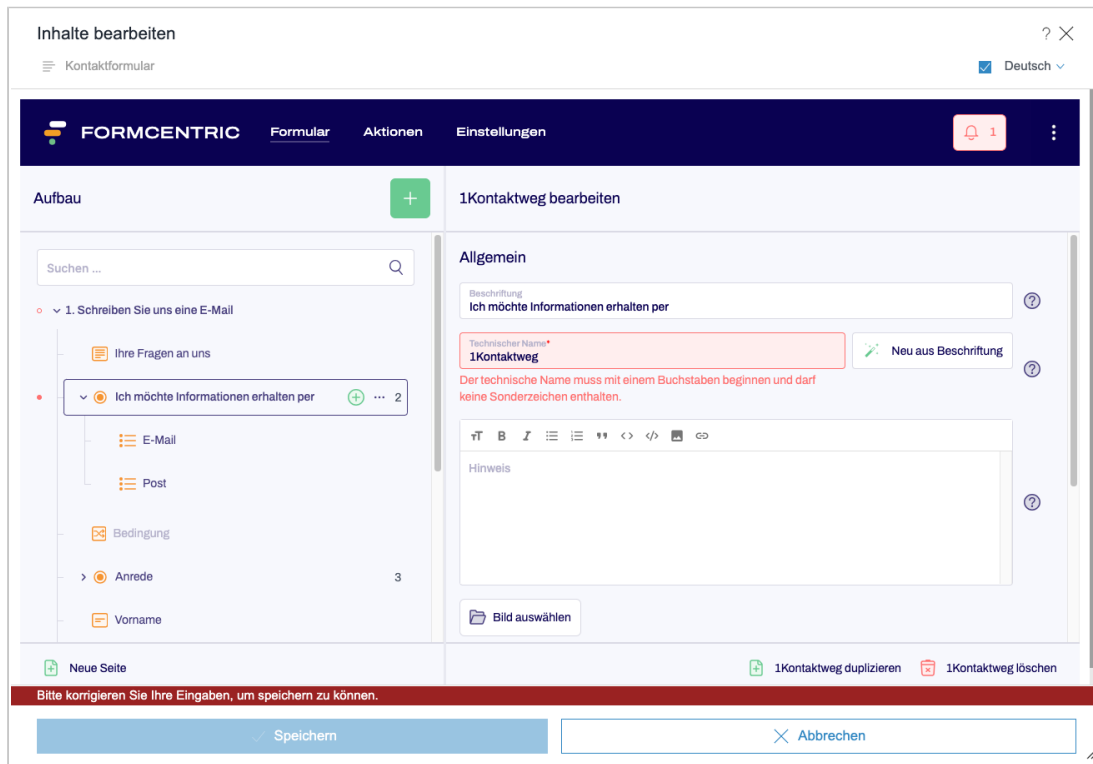 Inhalte bearbeiten
?
Kontaktformular
Deutsch
FORMCENTRIC Formular Aktionen Einstellungen 1
Aufbau
+
1Kontaktweg bearbeiten
Suchen ...
1. Schreiben Sie uns eine E-Mail
Ihre Fragen an uns
Ich möchte Informationen erhalten per ... 2
E-Mail
Post
Bedingung
Anrede 3
Vorname
Neue Seite
Allgemein
Beschriftung
Ich möchte Informationen erhalten per
?
Technischer Name*
1Kontaktweg
Neu aus Beschriftung
?
Der technische Name muss mit einem Buchstaben beginnen und darf
keine Sonderzeichen enthalten.
TT B I
Hinweis
?
Bild auswählen
1Kontaktweg duplizieren 1Kontaktweg löschen
Bitte korrigieren Sie Ihre Eingaben, um speichern zu können.
Speichern
Abbrechen